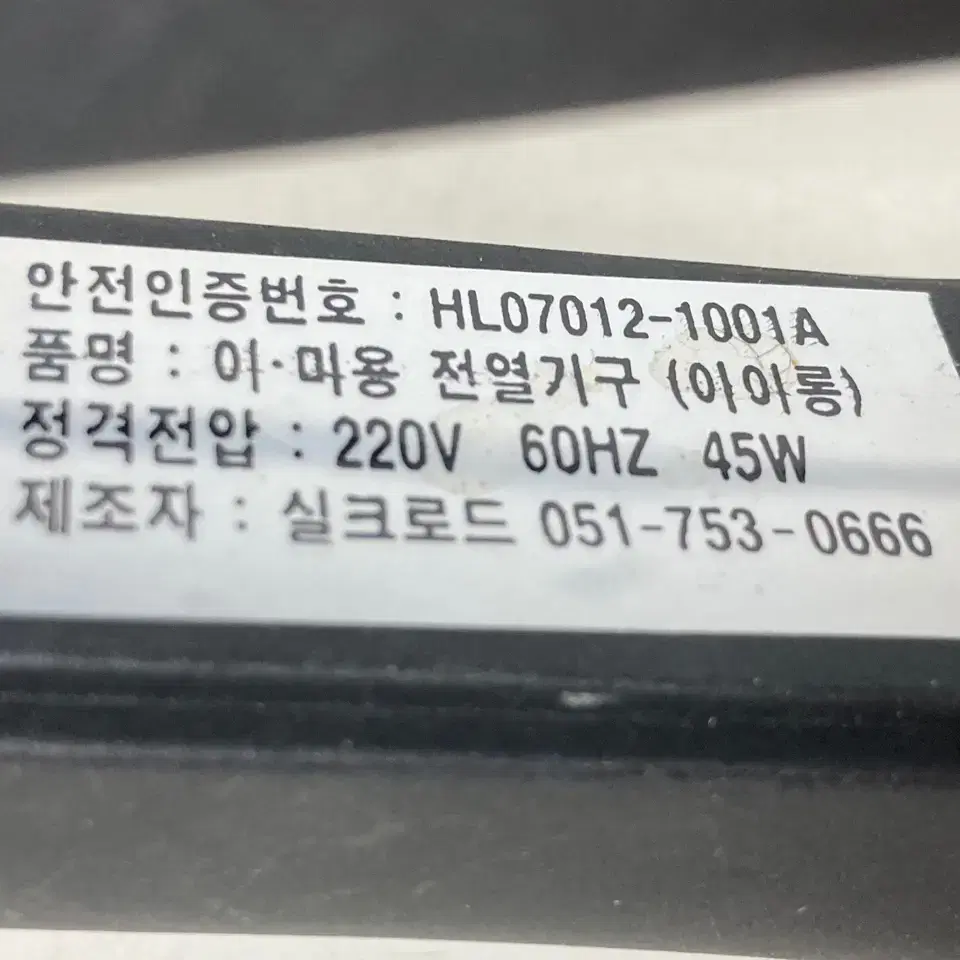 안전인증번호 : HL07012-1001A
품명 : 이·미용 전열기구 (아이롱)
정격전압 : 220V 60HZ 45W
제조자 : 실크로드 051-753-0666